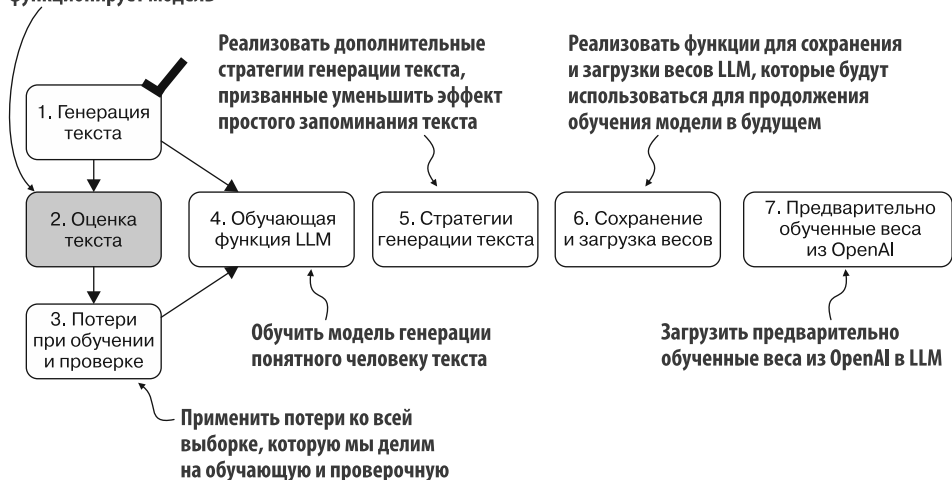 функционирует модель
Реализовать дополнительные
стратегии генерации текста,
призванные уменьшить эффект
простого запоминания текста
Реализовать функции для сохранения
и загрузки весов LLM, которые будут
использоваться для продолжения
обучения модели в будущем
1. Генерация
текста
2. Оценка
текста
3. Потери
при обучении
и проверке
4. Обучающая
функция LLM
5. Стратегии
генерации текста
6. Сохранение
и загрузка весов
7. Предварительно
обученные веса
из OpenAI
Обучить модель генерации
понятного человеку текста
Загрузить предварительно
обученные веса из OpenAI в LLM
Применить потери ко всей
выборке, которую мы делим
на обучающую и проверочную